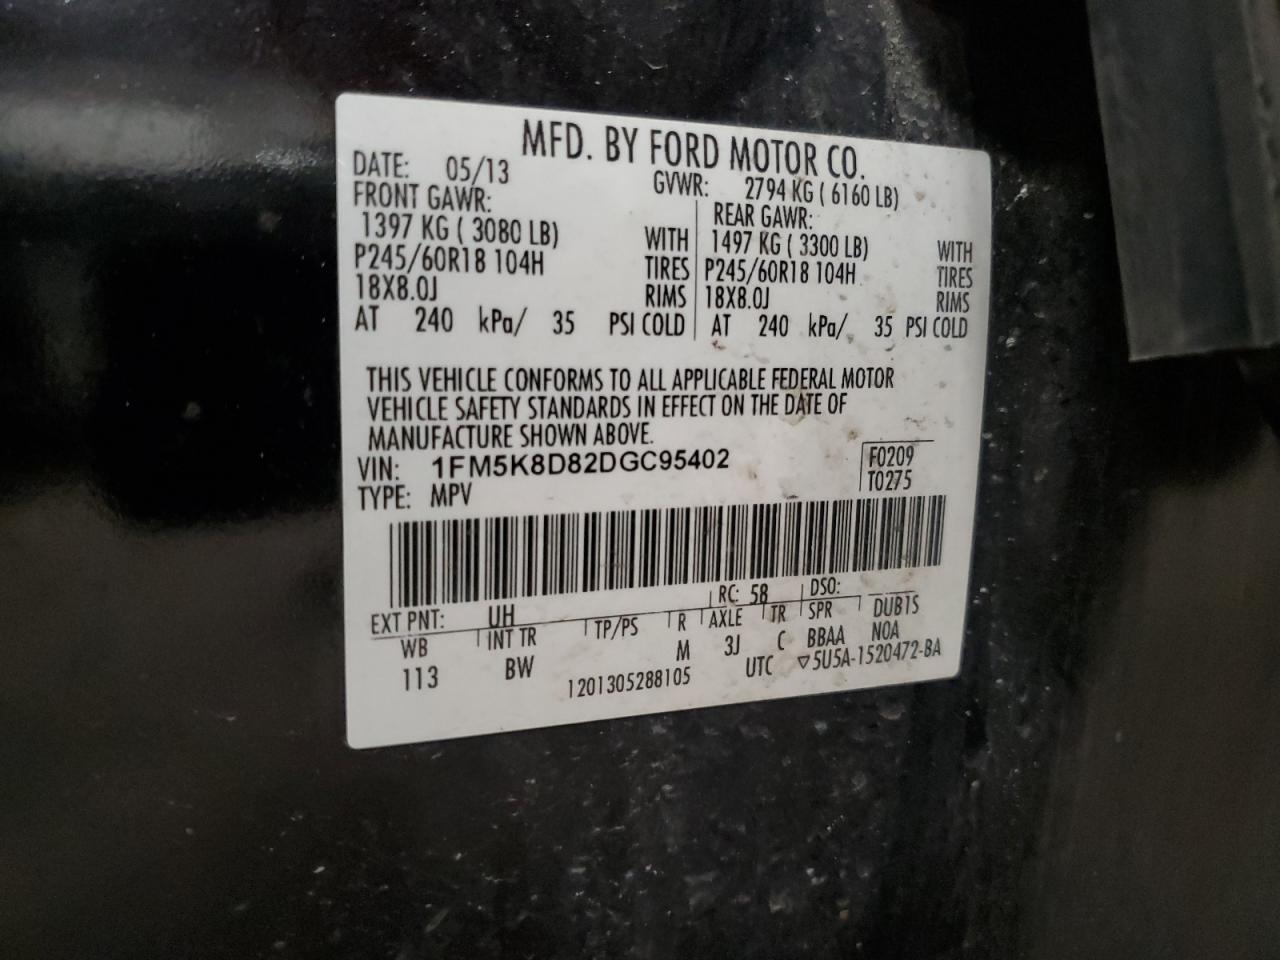 MFD. BY FORD MOTOR CO.
DATE: 05/13 GVWR: 2794 KG ( 6160 LB)
FRONT GAWR: REAR GAWR:
1397 KG ( 3080 LB) WITH 1497 KG ( 3300 LB) WITH
P245/60R18 104H TIRES P245/60R18 104H TIRES
18X8.0J RIMS 18X8.0J RIMS
AT 240 kPa/ 35 PSI COLD AT 240 kPa/ 35 PSI COLD
THIS VEHICLE CONFORMS TO ALL APPLICABLE FEDERAL MOTOR
VEHICLE SAFETY STANDARDS IN EFFECT ON THE DATE OF
MANUFACTURE SHOWN ABOVE.
VIN: 1FM5K8D82DGC95402 F0209
TYPE: MPV T0275
EXT PNT: UH RC: 58 DSO:
WB INT TR TP/PS R AXLE TR SPR DUB1S
113 BW M 3J C BBAA NOA
1201305288105 UTC ▽5U5A-1520472-BA